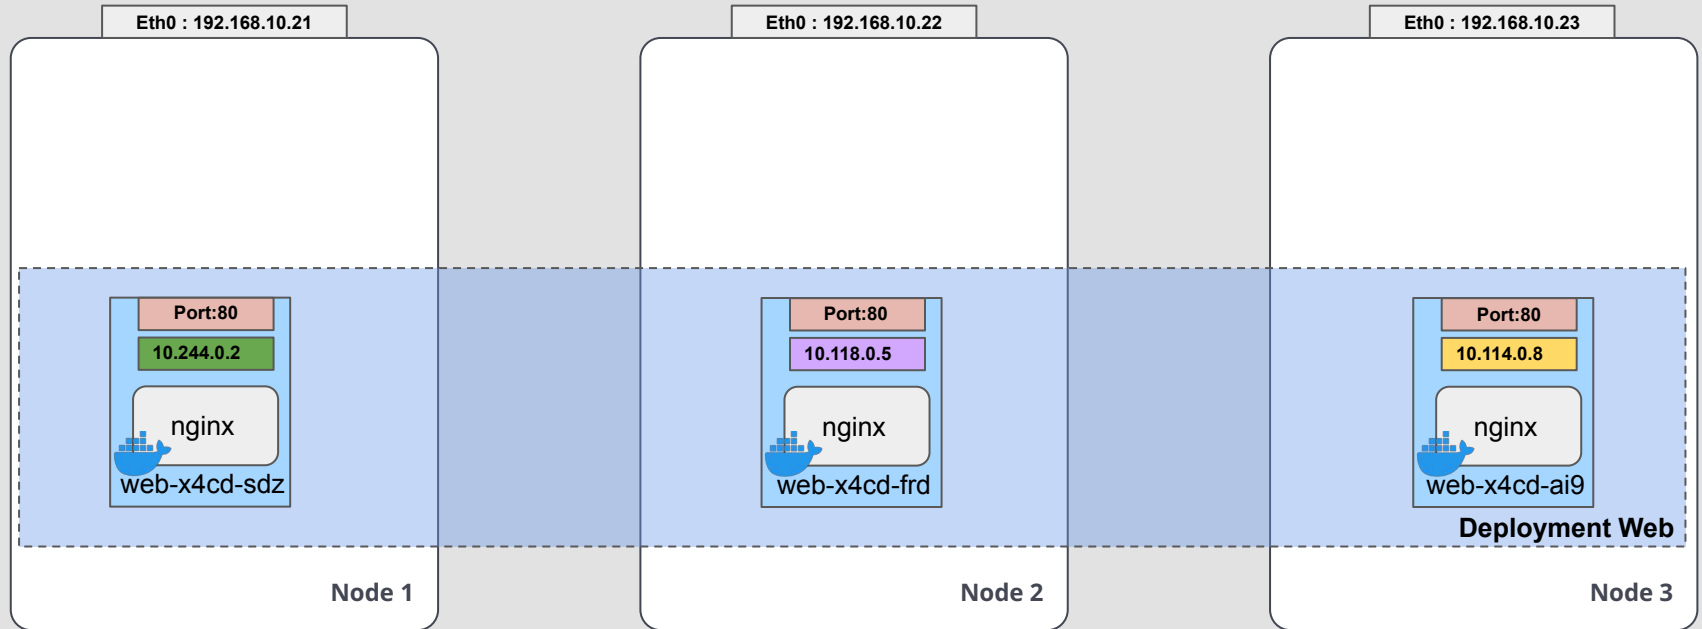 Eth0 : 192.168.10.21
Eth0 : 192.168.10.22
Eth0 : 192.168.10.23
Port:80
10.244.0.2
nginx
web-x4cd-sdz
Port:80
10.118.0.5
nginx
web-x4cd-frd
Port:80
10.114.0.8
nginx
web-x4cd-ai9
Deployment Web
Node 1
Node 2
Node 3